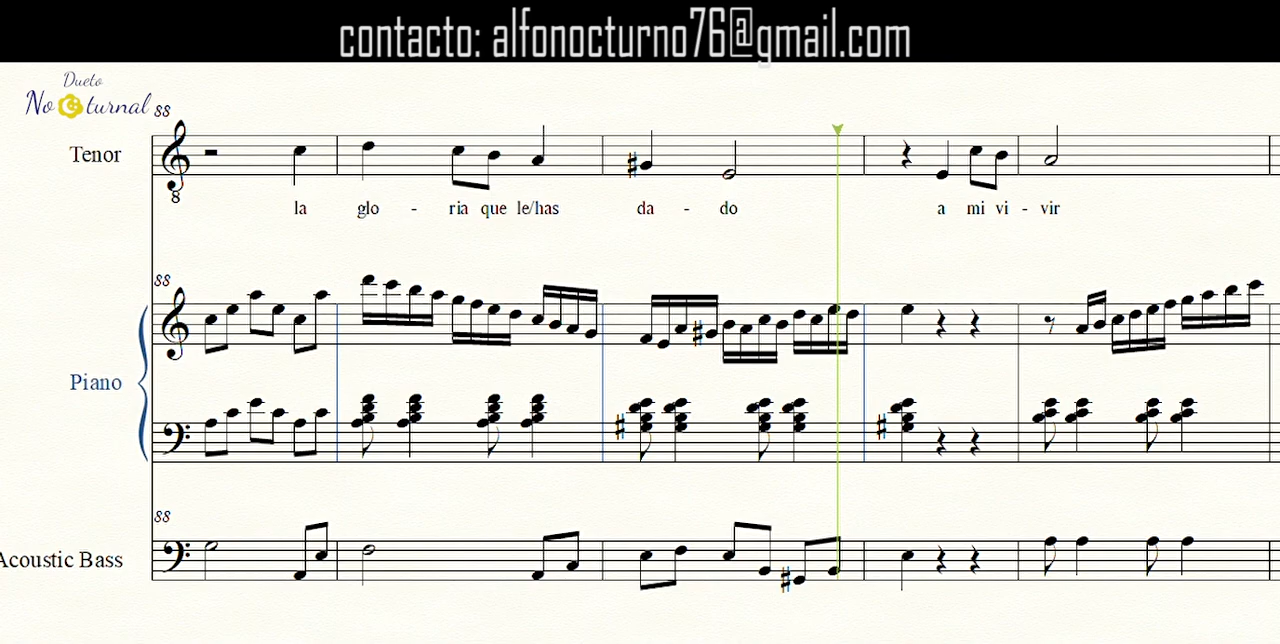 contacto: alfonocturno76@gmail.com
Dueto
Nocturnal
88
Tenor
8
la glo - ria que le/has da - do a mi vi - vir
88
Piano
88
Acoustic Bass